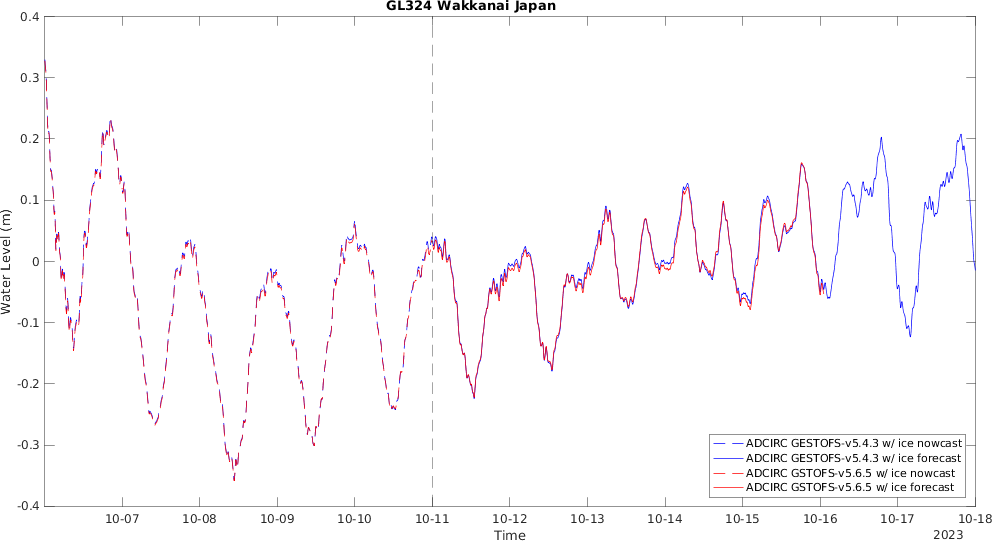 GL324 Wakkanai Japan
0.4
0.3
0.2
0.1
0
-0.1
-0.2
-0.3
-0.4
Water Level (m)
ADCIRC GESTOFS-v5.4.3 w/ ice nowcast
ADCIRC GESTOFS-v5.4.3 w/ ice forecast
ADCIRC GSTOFS-v5.6.5 w/ ice nowcast
ADCIRC GSTOFS-v5.6.5 w/ ice forecast
10-07 10-08 10-09 10-10 10-11 10-12 10-13 10-14 10-15 10-16 10-17 10-18
Time
2023